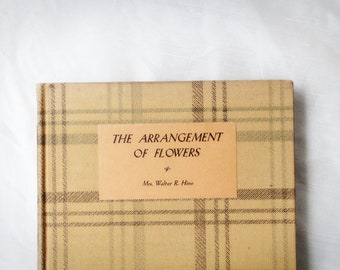 THE ARRANGEMENT
OF FLOWERS
Mrs. Walter R. Hine